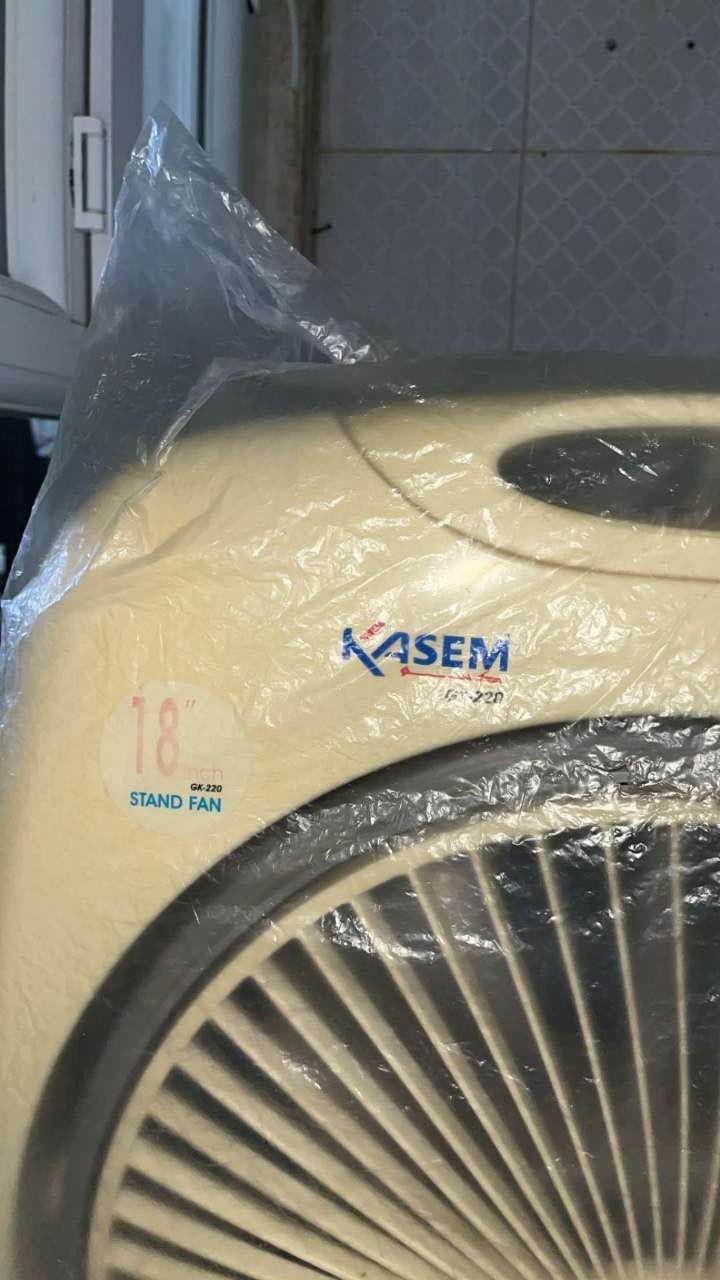 KASEM
GK-220
18"
inch
GK-220
STAND FAN